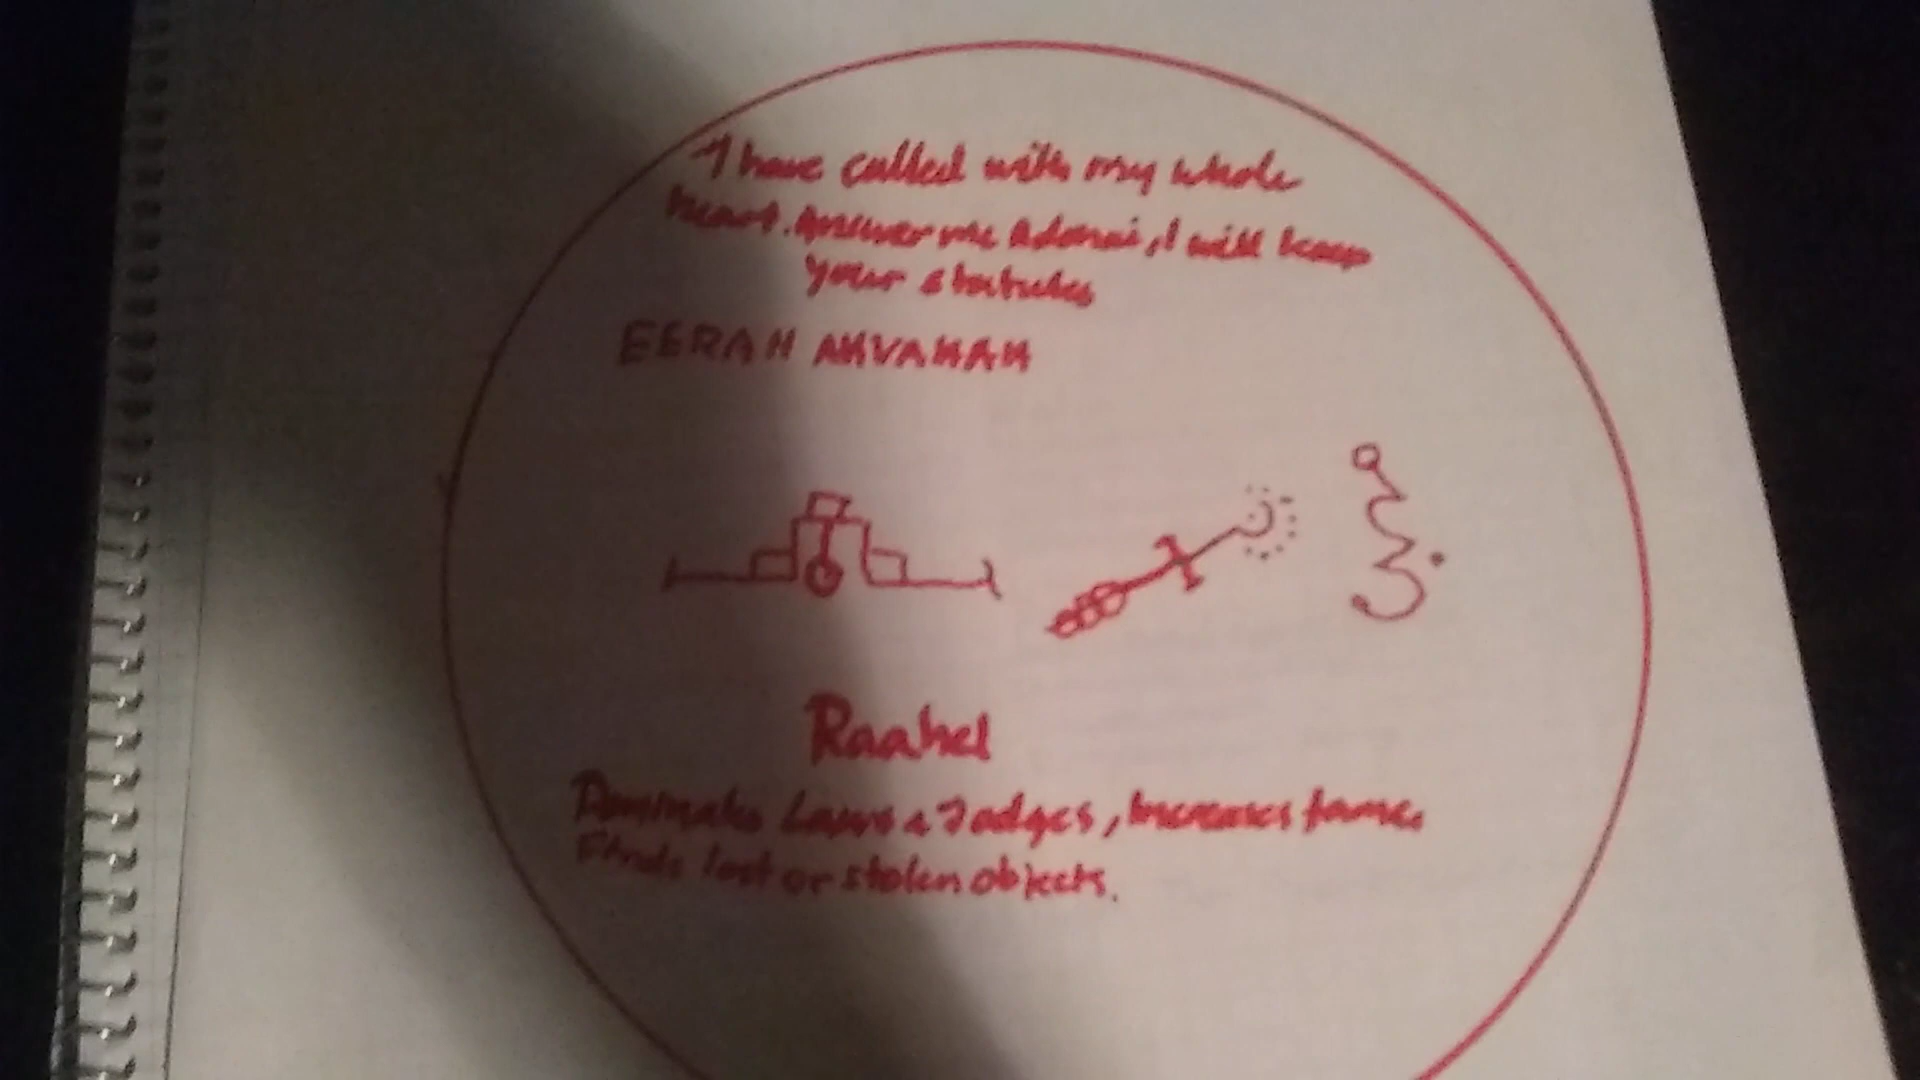 I have called with my whole
heart. Answer me Adonai, I will keep
your statutes
EERAH AHVAHAH
Raahel
Dominates Laws & Judges, Increases fame.
Finds lost or stolen objects.